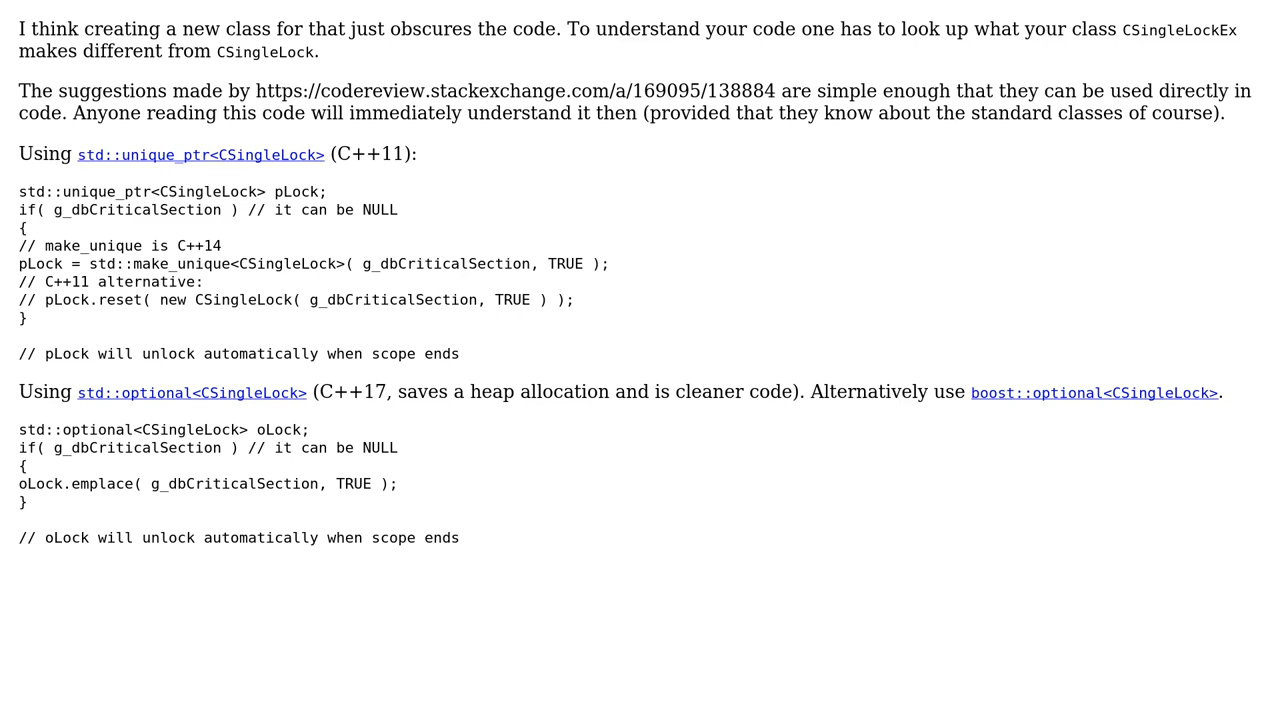 I think creating a new class for that just obscures the code. To understand your code one has to look up what your class CSingleLockEx
makes different from CSingleLock.
The suggestions made by https://codereview.stackexchange.com/a/169095/138884 are simple enough that they can be used directly in
code. Anyone reading this code will immediately understand it then (provided that they know about the standard classes of course).
Using std::unique_ptr<CSingleLock> (C++11):
std::unique_ptr<CSingleLock> pLock;
if( g_dbCriticalSection ) // it can be NULL
{
// make_unique is C++14
pLock = std::make_unique<CSingleLock>( g_dbCriticalSection, TRUE );
// C++11 alternative:
// pLock.reset( new CSingleLock( g_dbCriticalSection, TRUE ) );
}
// pLock will unlock automatically when scope ends
Using std::optional<CSingleLock> (C++17, saves a heap allocation and is cleaner code). Alternatively use boost::optional<CSingleLock>.
std::optional<CSingleLock> oLock;
if( g_dbCriticalSection ) // it can be NULL
{
oLock.emplace( g_dbCriticalSection, TRUE );
}
// oLock will unlock automatically when scope ends